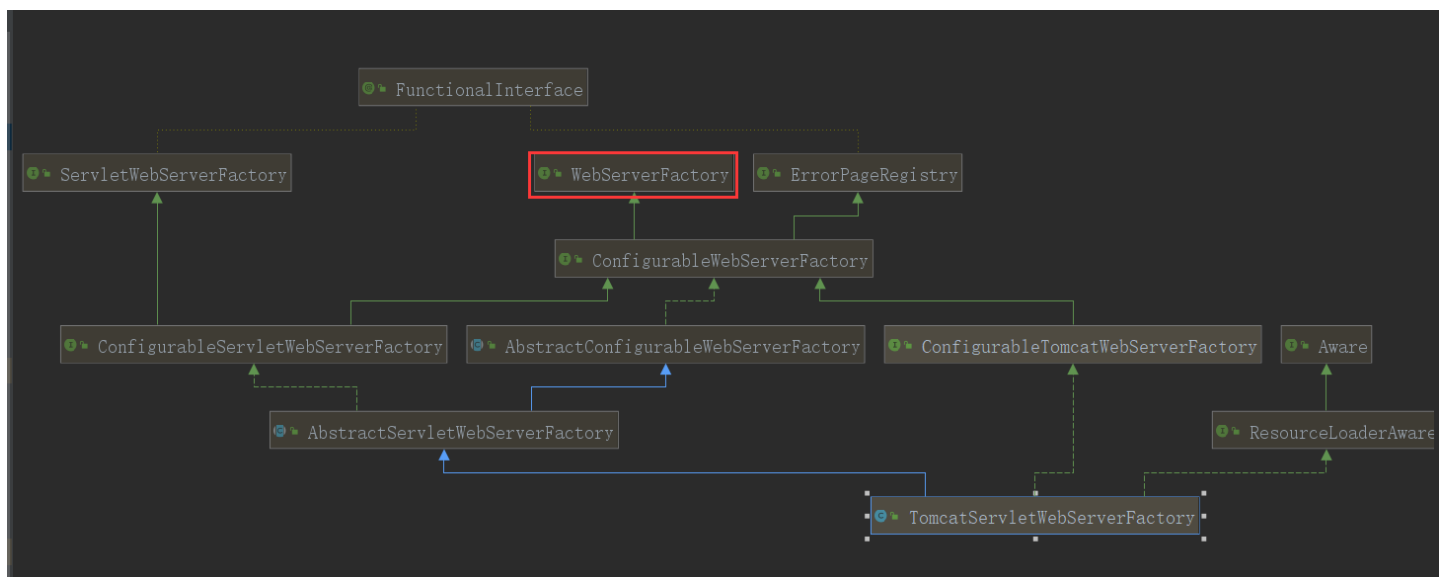 FunctionalInterface
ServletWebServerFactory
WebServerFactory
ErrorPageRegistry
ConfigurableWebServerFactory
ConfigurableServletWebServerFactory
AbstractConfigurableWebServerFactory
ConfigurableTomcatWebServerFactory
Aware
AbstractServletWebServerFactory
ResourceLoaderAware
TomcatServletWebServerFactory